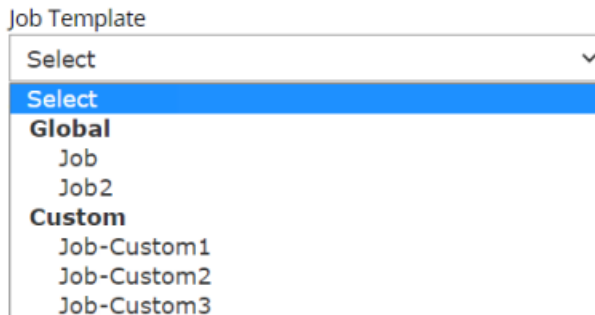 Job Template
Select
Select
Global
Job
Job2
Custom
Job-Custom1
Job-Custom2
Job-Custom3